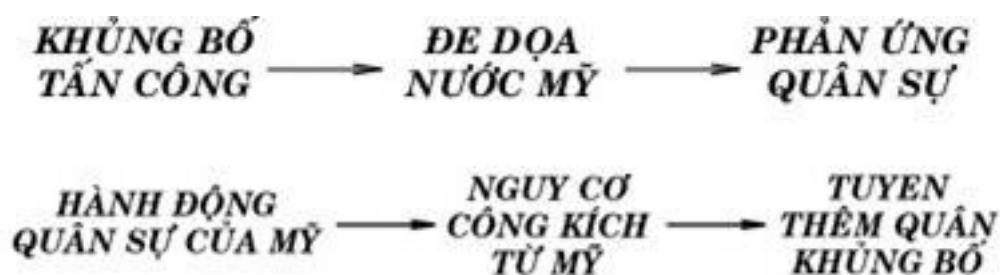 KHỦNG BỐ
TẤN CÔNG
ĐE DỌA
NƯỚC MỸ
PHẢN ỨNG
QUÂN SỰ
HÀNH ĐỘNG
QUÂN SỰ CỦA MỸ
NGUY CƠ
CÔNG KÍCH
TỪ MỸ
TUYEN
THÊM QUÂN
KHỦNG BỐ